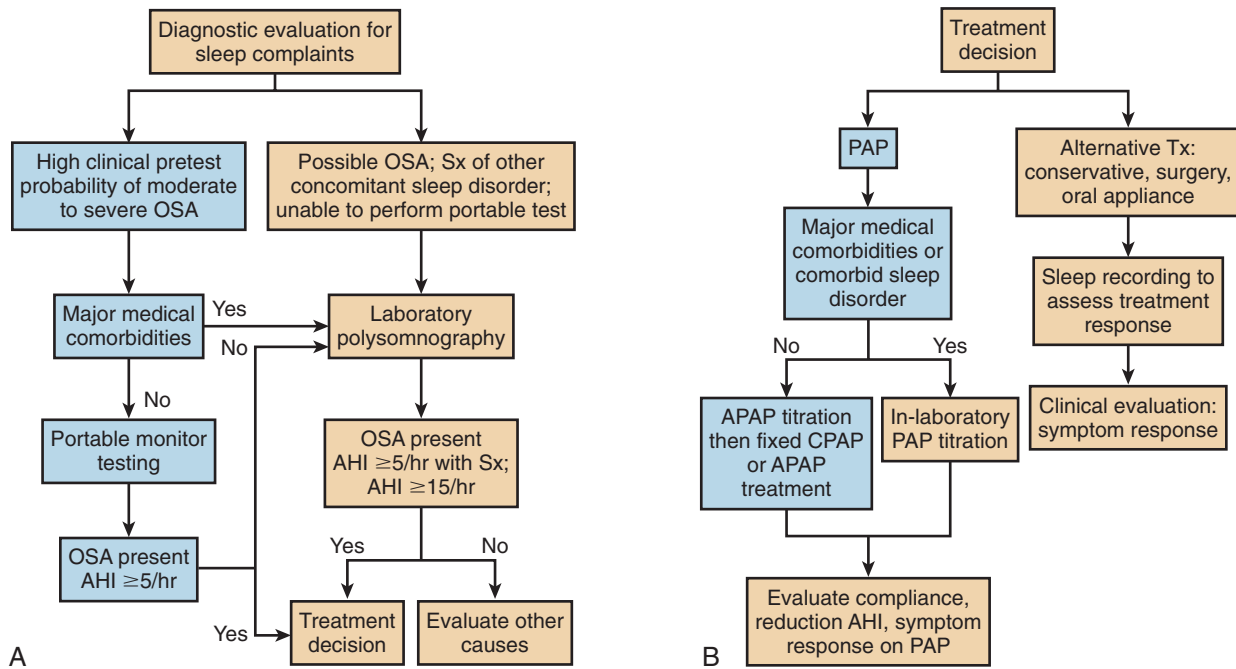 Diagnostic evaluation for
sleep complaints
High clinical pretest
probability of moderate
to severe OSA
Possible OSA; Sx of other
concomitant sleep disorder;
unable to perform portable test
Major medical
comorbidities
Yes
No
Laboratory
polysomnography
No
Portable monitor
testing
OSA present
AHI ≥5/hr with Sx;
AHI ≥15/hr
OSA present
AHI ≥5/hr
Yes
No
Yes
Treatment
decision
Evaluate other
causes
A
Treatment
decision
PAP
Alternative Tx:
conservative, surgery,
oral appliance
Major medical
comorbidities or
comorbid sleep
disorder
Sleep recording to
assess treatment
response
No
Yes
APAP titration
then fixed CPAP
or APAP
treatment
In-laboratory
PAP titration
Clinical evaluation:
symptom response
Evaluate compliance,
reduction AHI, symptom
response on PAP
B